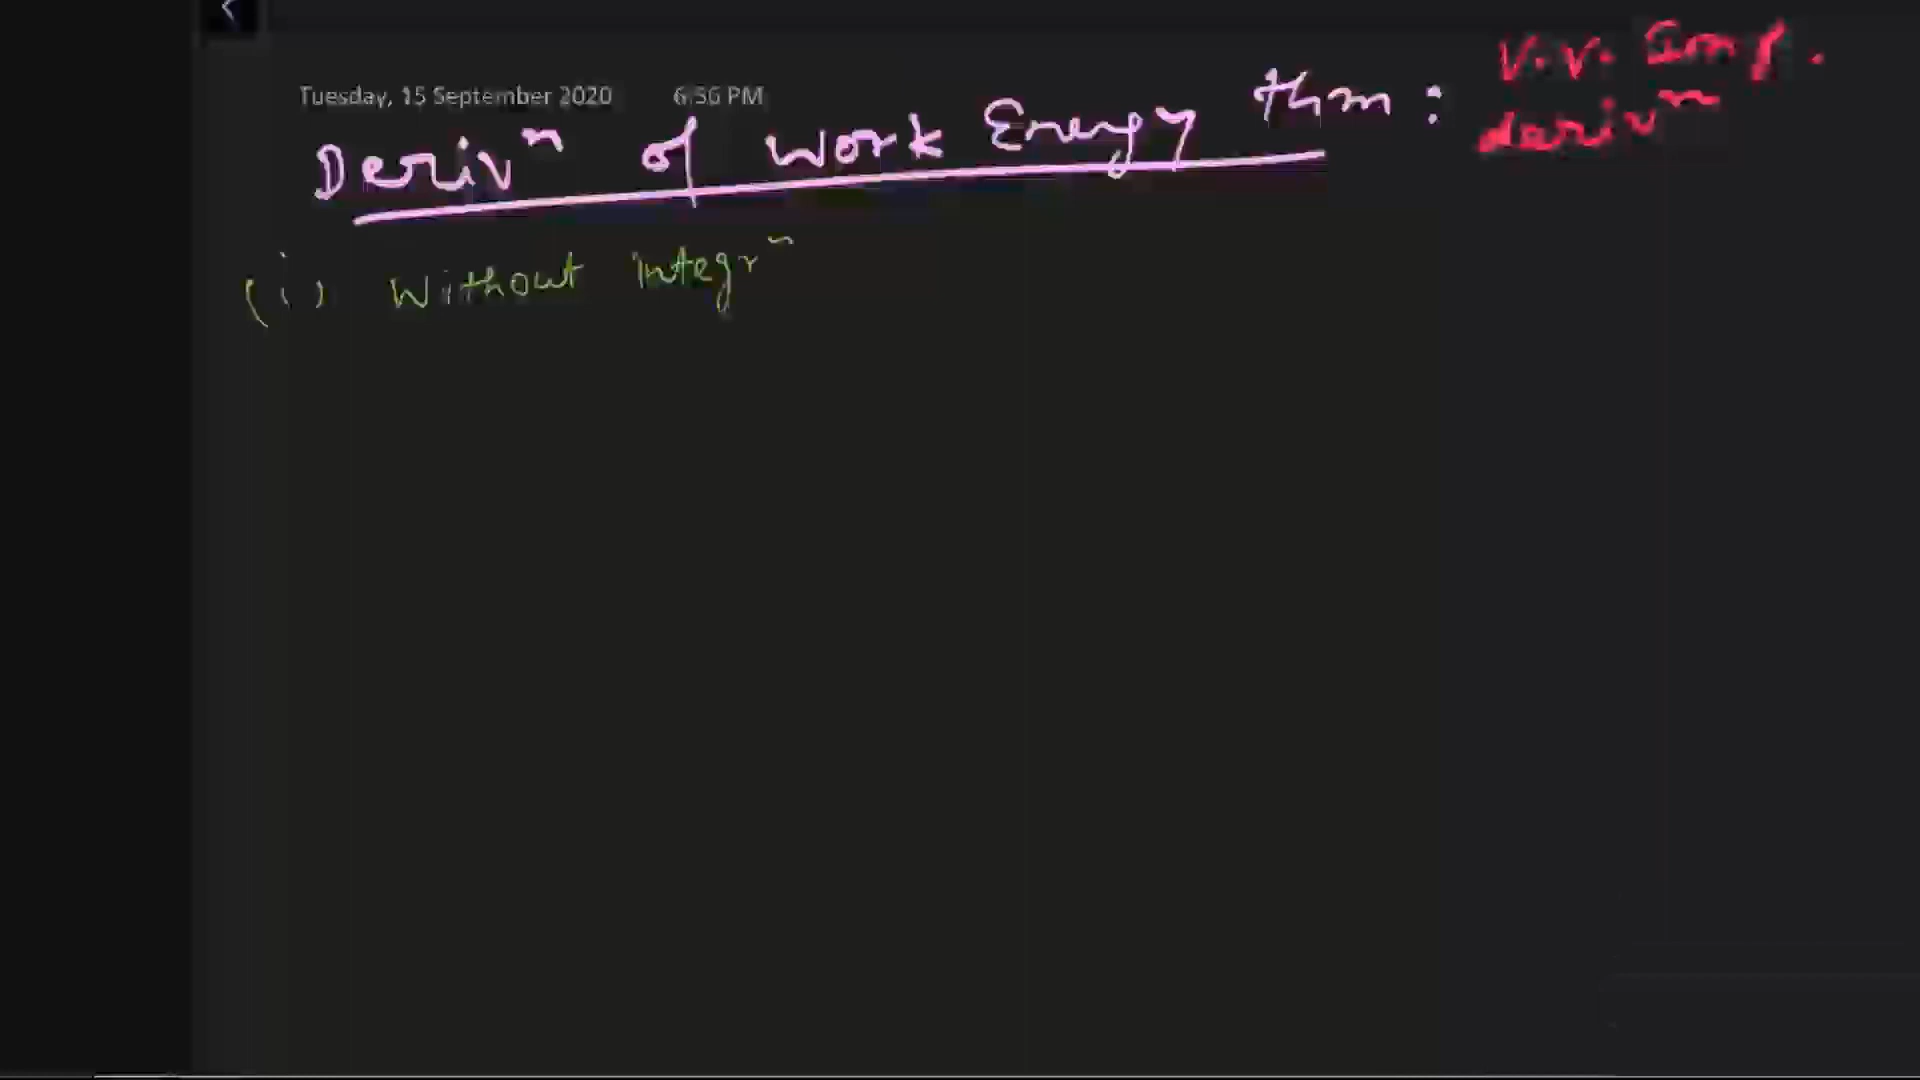 V.V. Imp.
derivⁿ
Tuesday, 15 September 2020 6:56 PM
Derivⁿ of Work Energy thm :
(i) Without integrⁿ